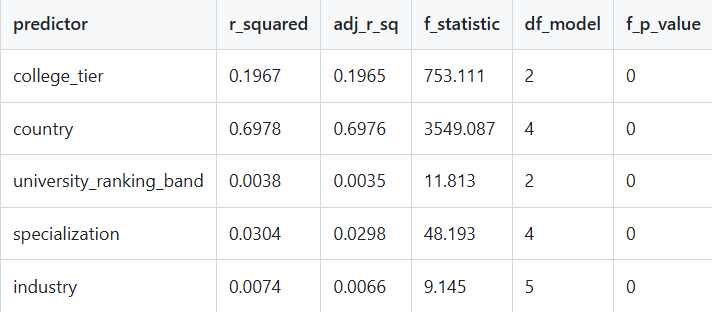 predictor r_squared adj_r_sq f_statistic df_model f_p_value
college_tier 0.1967 0.1965 753.111 2 0
country 0.6978 0.6976 3549.087 4 0
university_ranking_band 0.0038 0.0035 11.813 2 0
specialization 0.0304 0.0298 48.193 4 0
industry 0.0074 0.0066 9.145 5 0